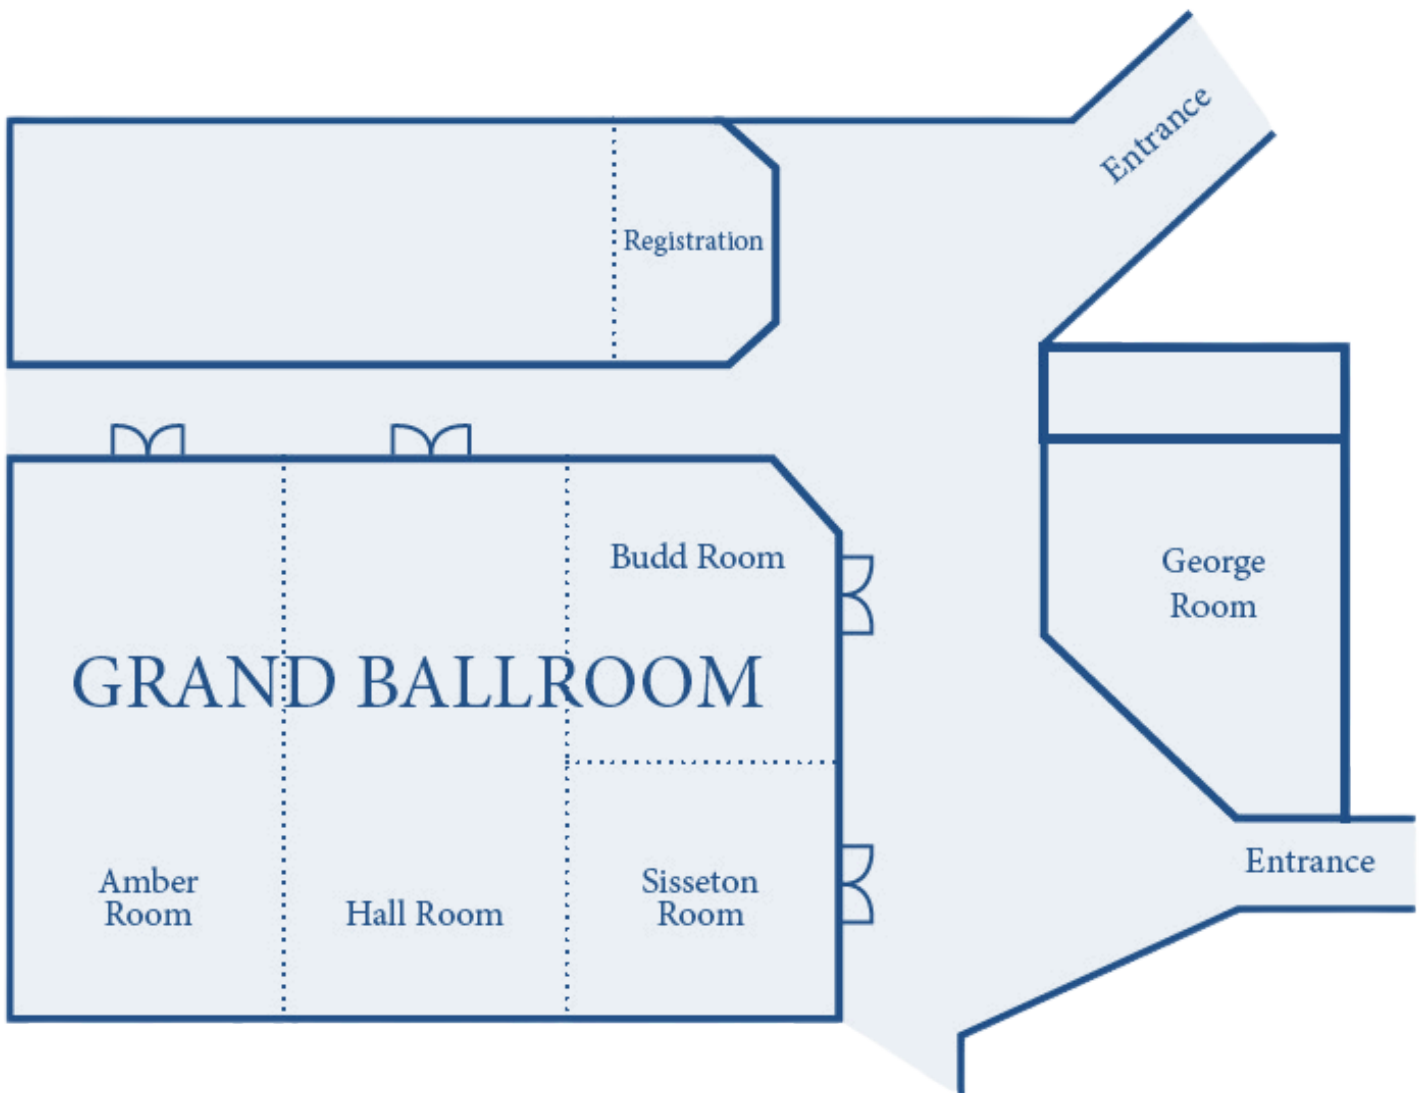 Entrance
Registration
Budd Room
George
Room
GRAND BALLROOM
Amber
Room
Hall Room
Sisseton
Room
Entrance